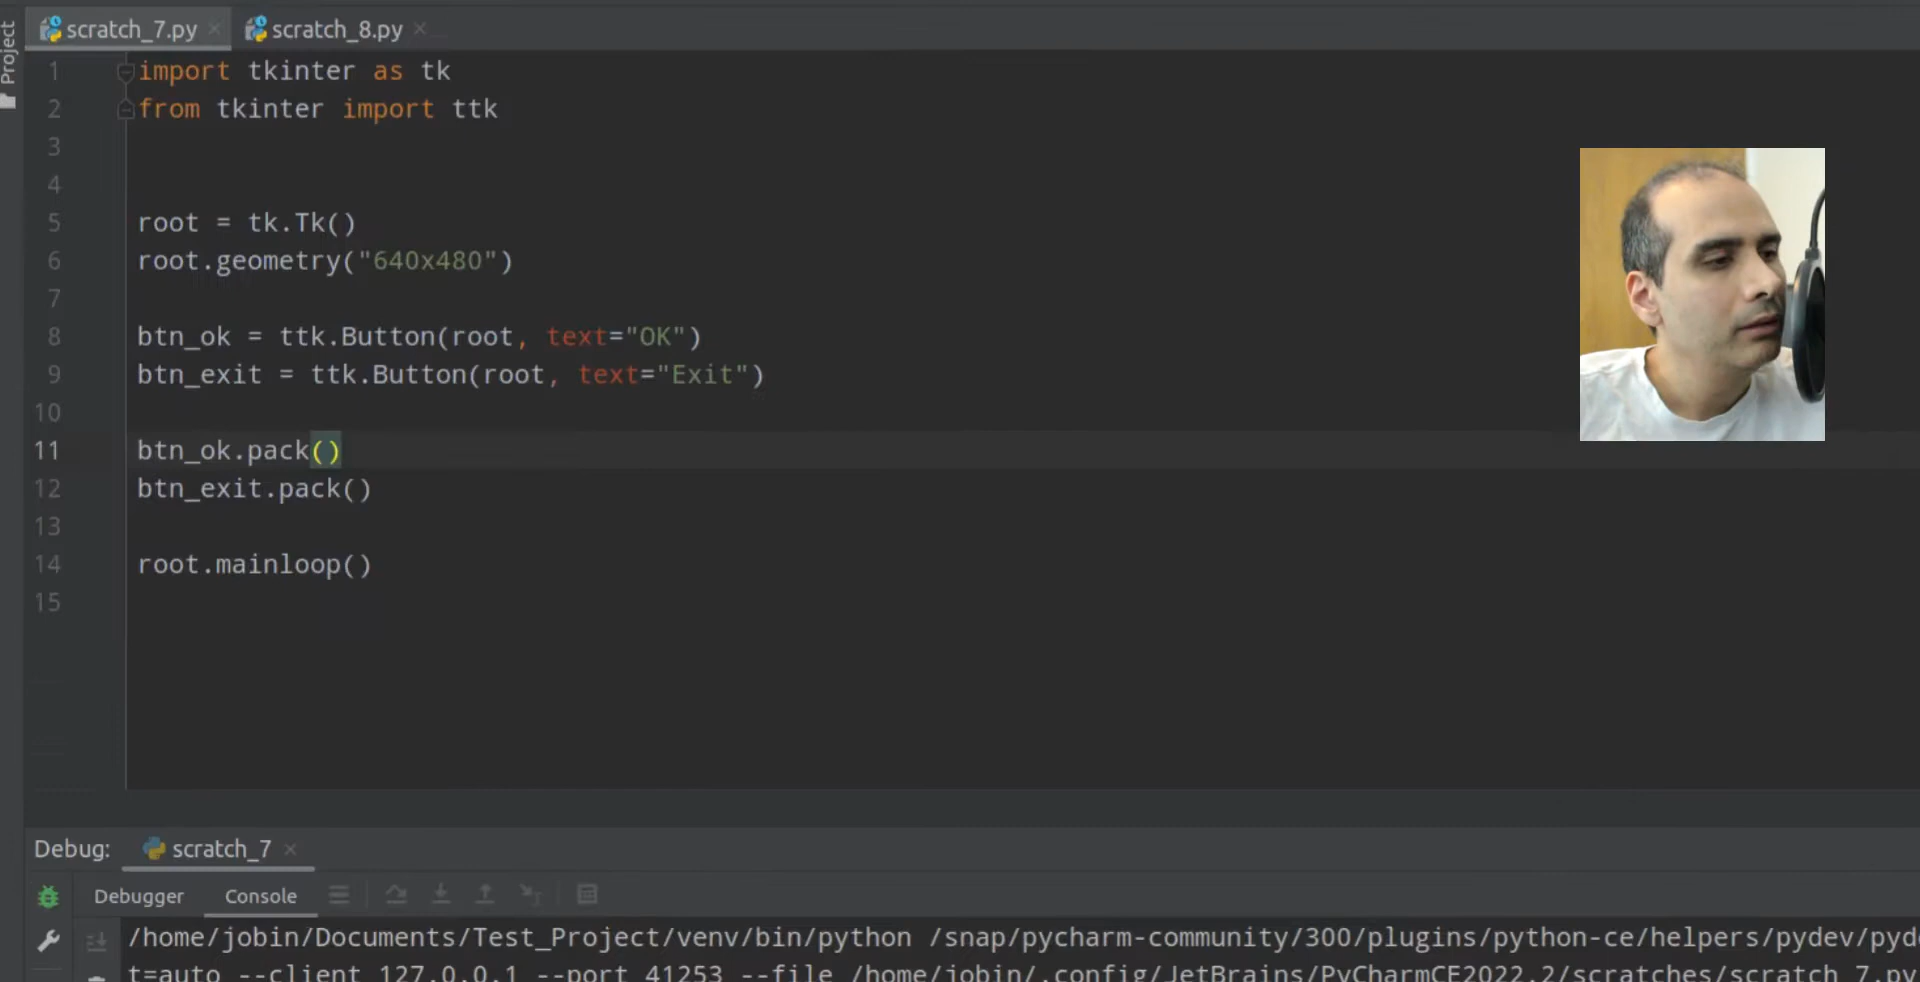 Project
scratch_7.py
scratch_8.py
1 import tkinter as tk
2 from tkinter import ttk
3
4
5 root = tk.Tk()
6 root.geometry("640x480")
7
8 btn_ok = ttk.Button(root, text="OK")
9 btn_exit = ttk.Button(root, text="Exit")
10
11 btn_ok.pack()
12 btn_exit.pack()
13
14 root.mainloop()
15
Debug: scratch_7
Debugger Console
/home/jobin/Documents/Test_Project/venv/bin/python /snap/pycharm-community/300/plugins/python-ce/helpers/pydev/pyd
t=auto --client 127.0.0.1 --port 41253 --file /home/jobin/.config/JetBrains/PyCharmCE2022.2/scratches/scratch_7.py